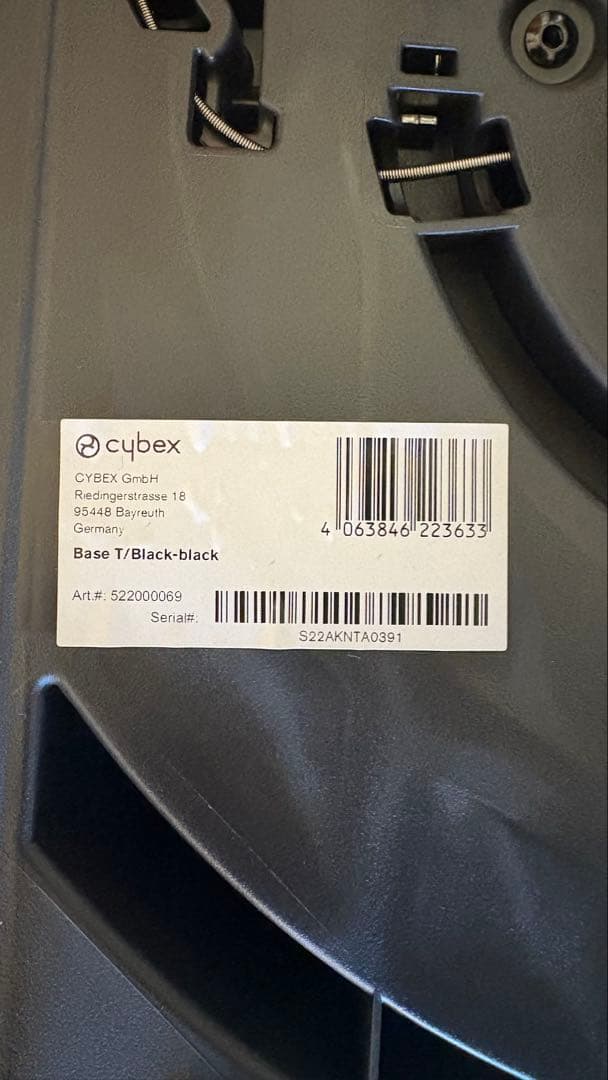 cybex
CYBEX GmbH
Riedingerstrasse 18
95448 Bayreuth
Germany
4 063846 223633
Base T/Black-black
Art.#: 522000069
Serial#:
S22AKNTA0391